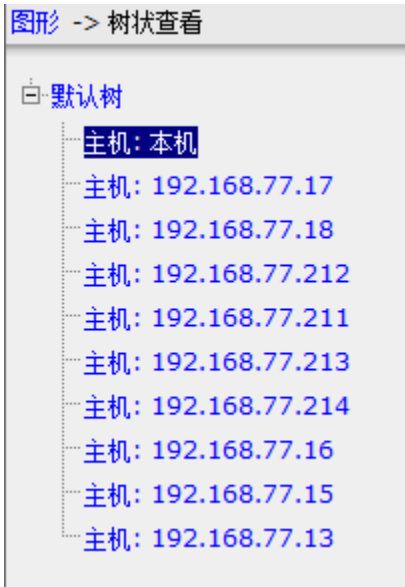 图形 -> 树状查看
默认树
主机: 本机
主机: 192.168.77.17
主机: 192.168.77.18
主机: 192.168.77.212
主机: 192.168.77.211
主机: 192.168.77.213
主机: 192.168.77.214
主机: 192.168.77.16
主机: 192.168.77.15
主机: 192.168.77.13